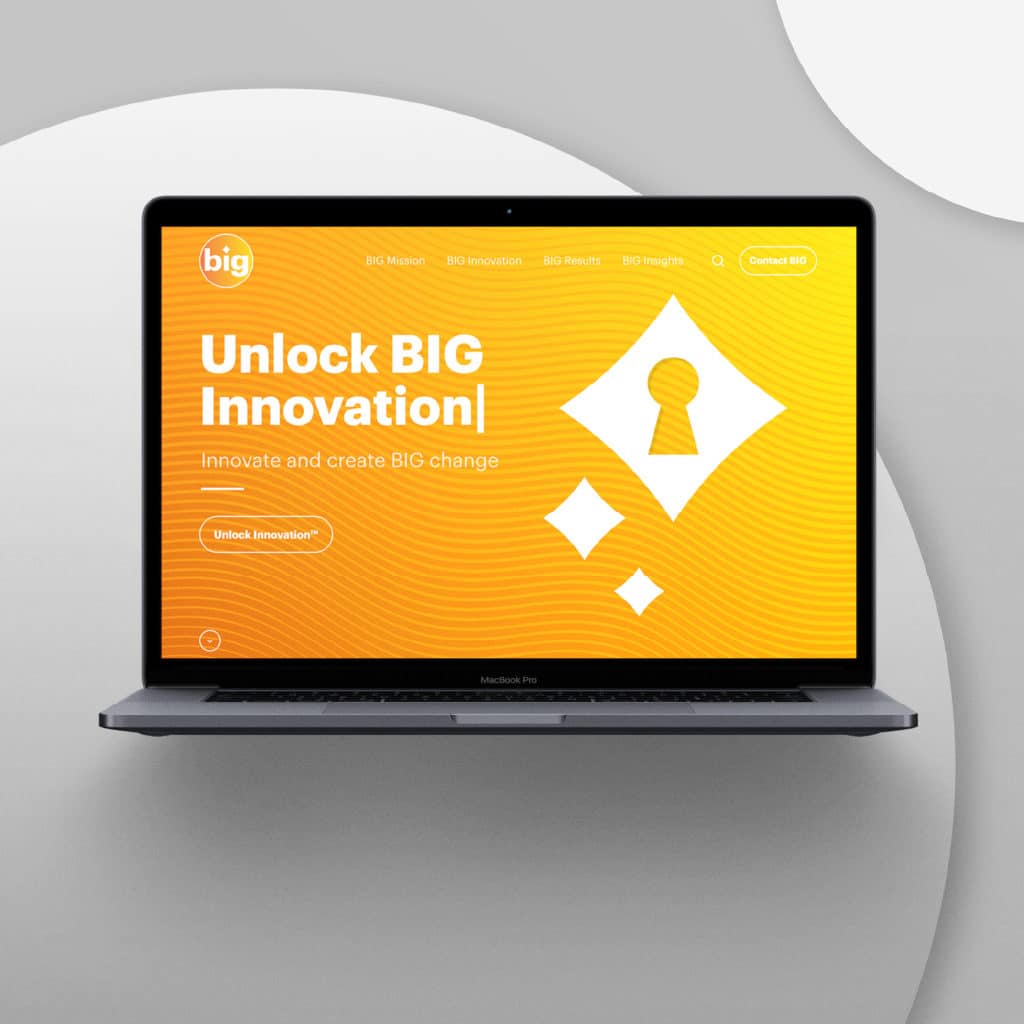 big
BIG Mission BIG Innovation BIG Results BIG Insights Contact BIG
Unlock BIG
Innovation|
Innovate and create BIG change
Unlock Innovation™
MacBook Pro